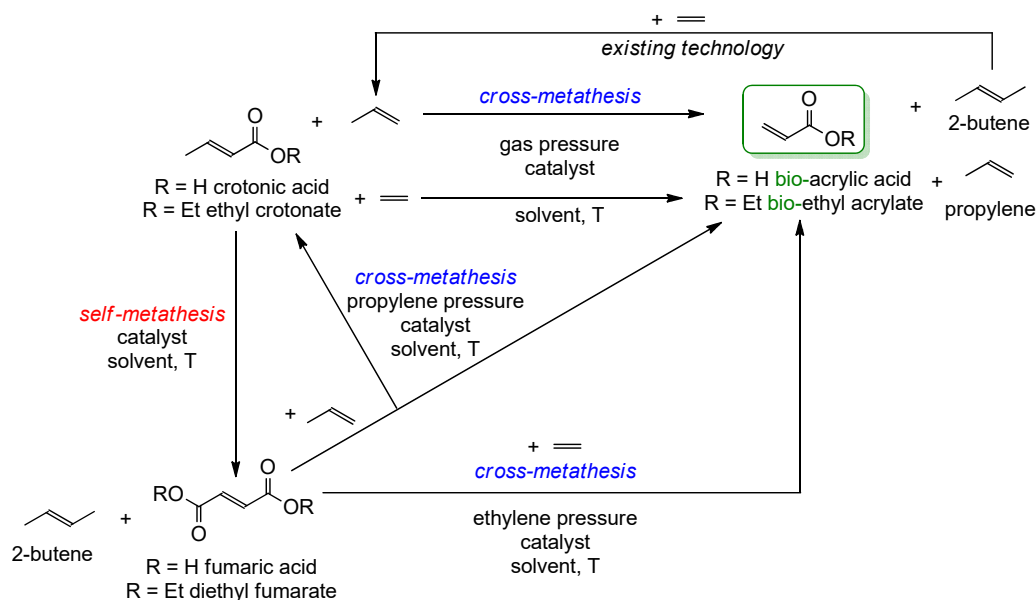 +
existing technology
cross-metathesis
+
O
OR
gas pressure
catalyst
O
OR
+
2-butene
R = H crotonic acid
R = Et ethyl crotonate
+
solvent, T
R = H bio-acrylic acid
R = Et bio-ethyl acrylate
+
propylene
self-metathesis
catalyst
solvent, T
cross-metathesis
propylene pressure
catalyst
solvent, T
+
+
cross-metathesis
ethylene pressure
catalyst
solvent, T
2-butene
+
RO
O
O
OR
R = H fumaric acid
R = Et diethyl fumarate